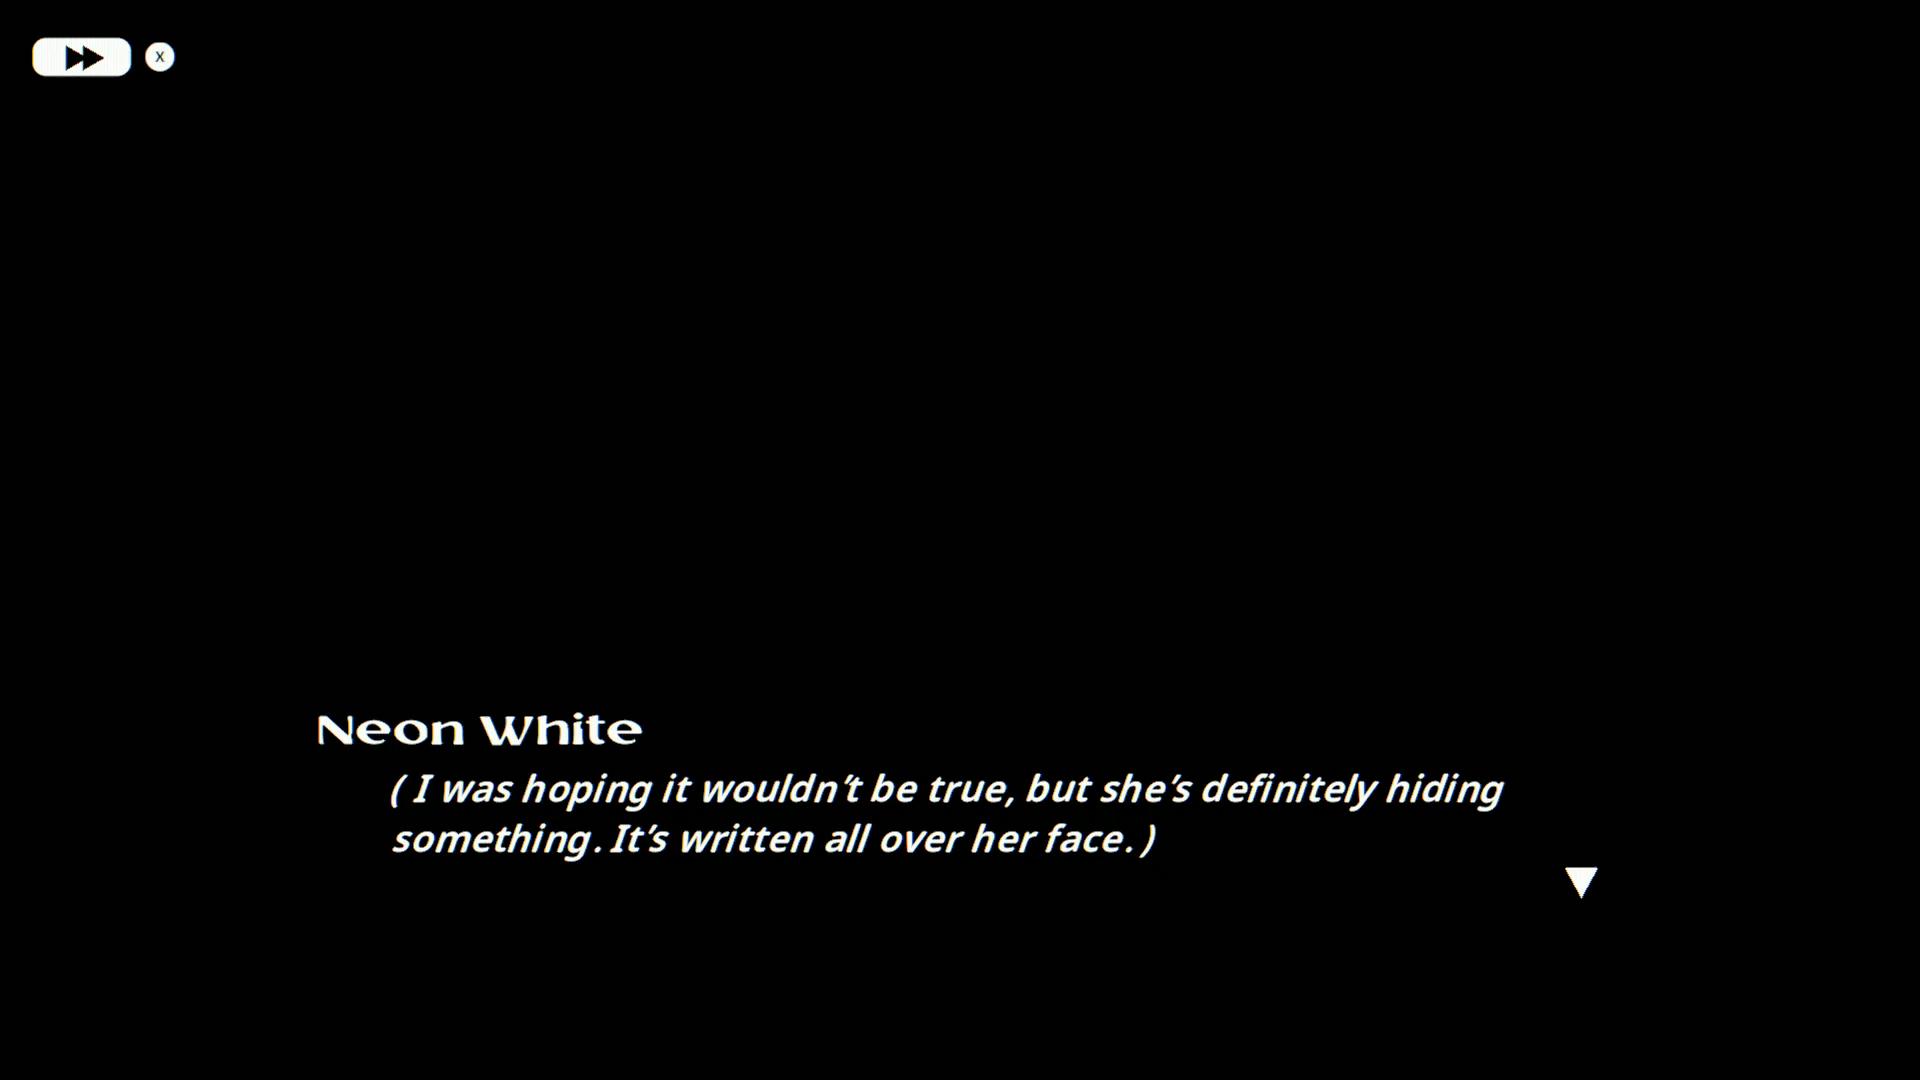 X
Neon White
( I was hoping it wouldn't be true, but she's definitely hiding
something. It's written all over her face. )